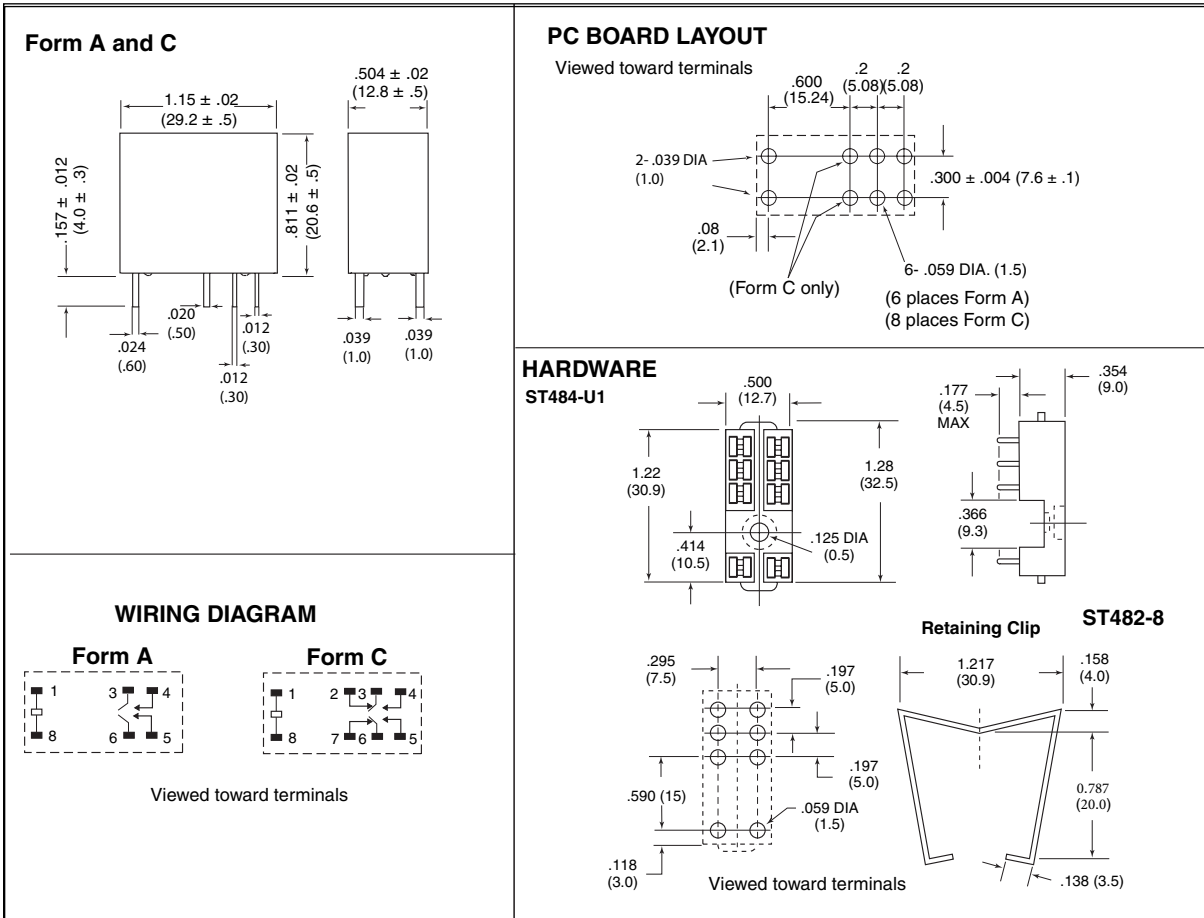 Form A and C
1.15 ± .02
(29.2 ± .5)
.504 ± .02
(12.8 ± .5)
.157 ± .012
(4.0 ± .3)
.811 ± .02
(20.6 ± .5)
.024
(.60)
.020
(.50)
.012
(.30)
.012
(.30)
.039
(1.0)
.039
(1.0)
PC BOARD LAYOUT
Viewed toward terminals
.600
(15.24)
.2
(5.08)
.2
(5.08)
2- .039 DIA
(1.0)
.300 ± .004 (7.6 ± .1)
.08
(2.1)
(Form C only)
6- .059 DIA. (1.5)
(6 places Form A)
(8 places Form C)
HARDWARE
ST484-U1
.500
(12.7)
1.22
(30.9)
1.28
(32.5)
.414
(10.5)
.125 DIA
(0.5)
.177
(4.5)
MAX
.354
(9.0)
.366
(9.3)
WIRING DIAGRAM
Form A
1
3
4
8
6
5
Form C
1
2
3
4
8
7
6
5
Viewed toward terminals
.295
(7.5)
.197
(5.0)
.197
(5.0)
.590 (15)
.059 DIA
(1.5)
.118
(3.0)
Viewed toward terminals
Retaining Clip
ST482-8
1.217
(30.9)
.158
(4.0)
0.787
(20.0)
.138 (3.5)